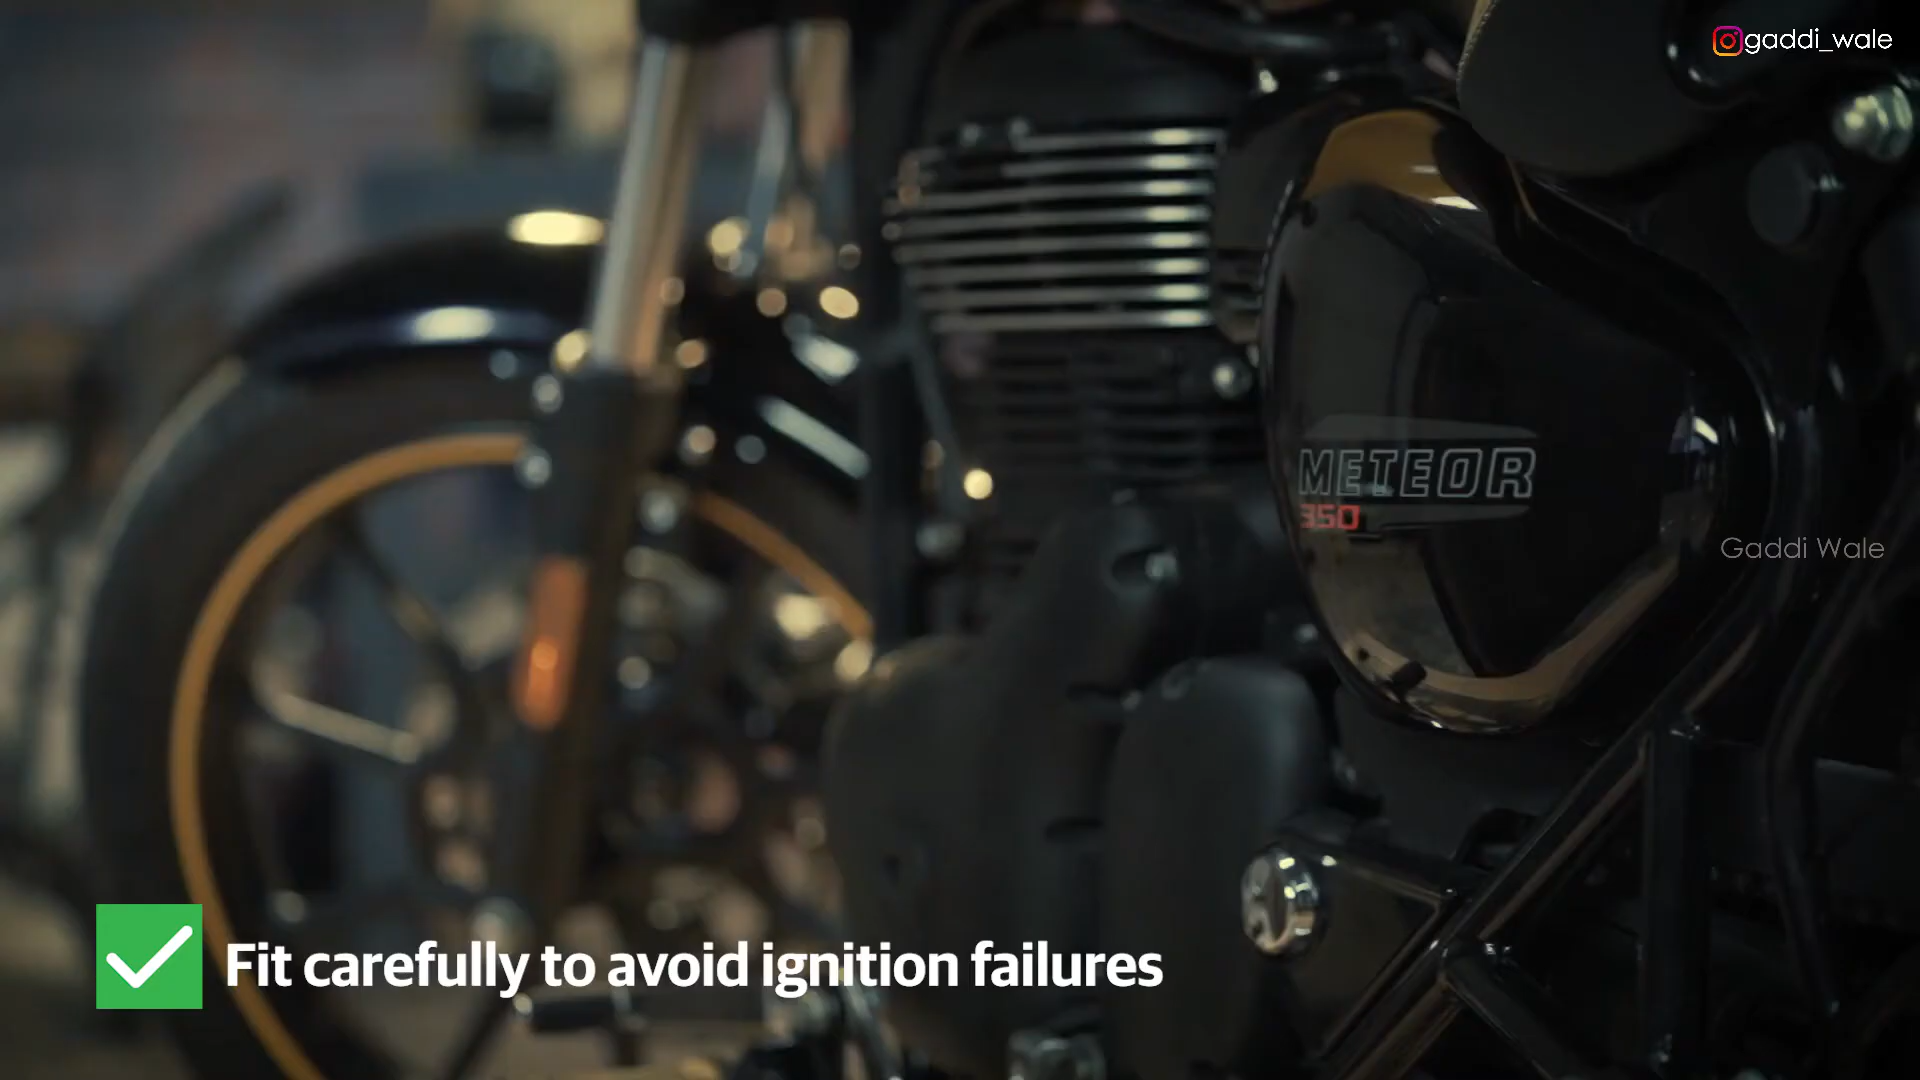 gaddi_wale
METEOR
350
Gaddi Wale
Fit carefully to avoid ignition failures